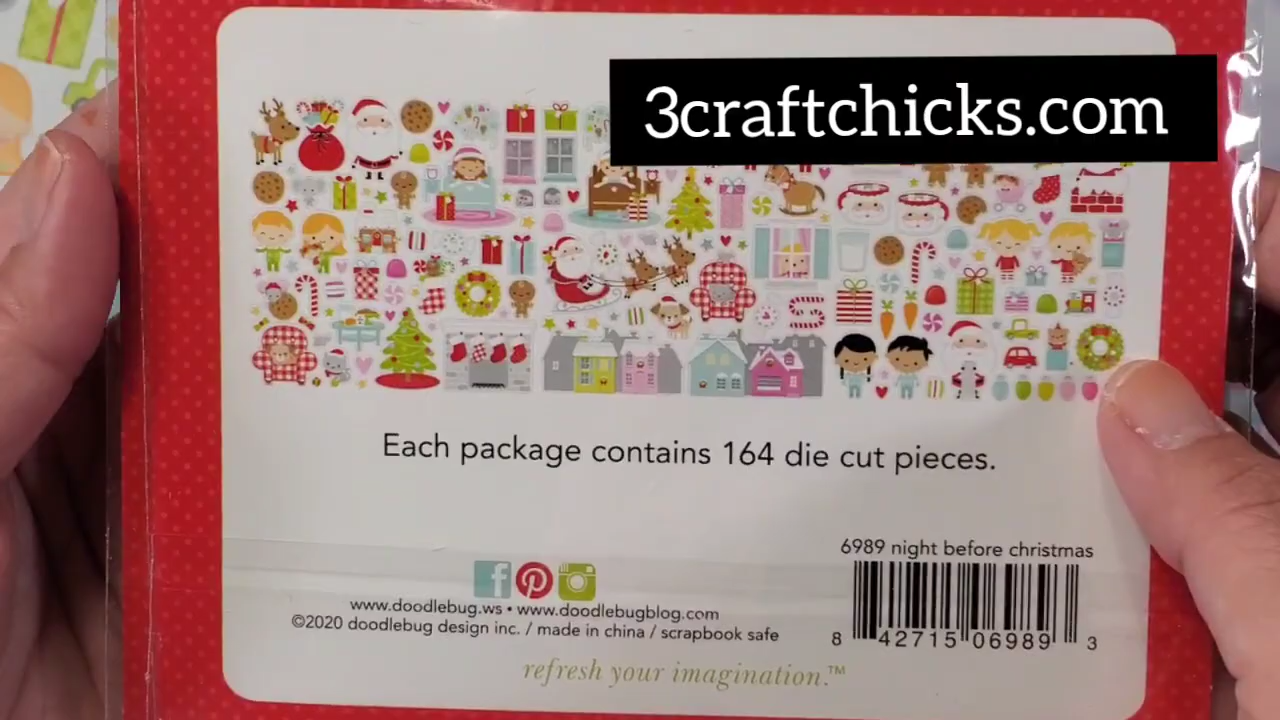 3craftchicks.com
Each package contains 164 die cut pieces.
6989 night before christmas
www.doodlebug.ws • www.doodlebugblog.com
©2020 doodlebug design inc. / made in china / scrapbook safe
8 42715 06989 3
refresh your imagination.™